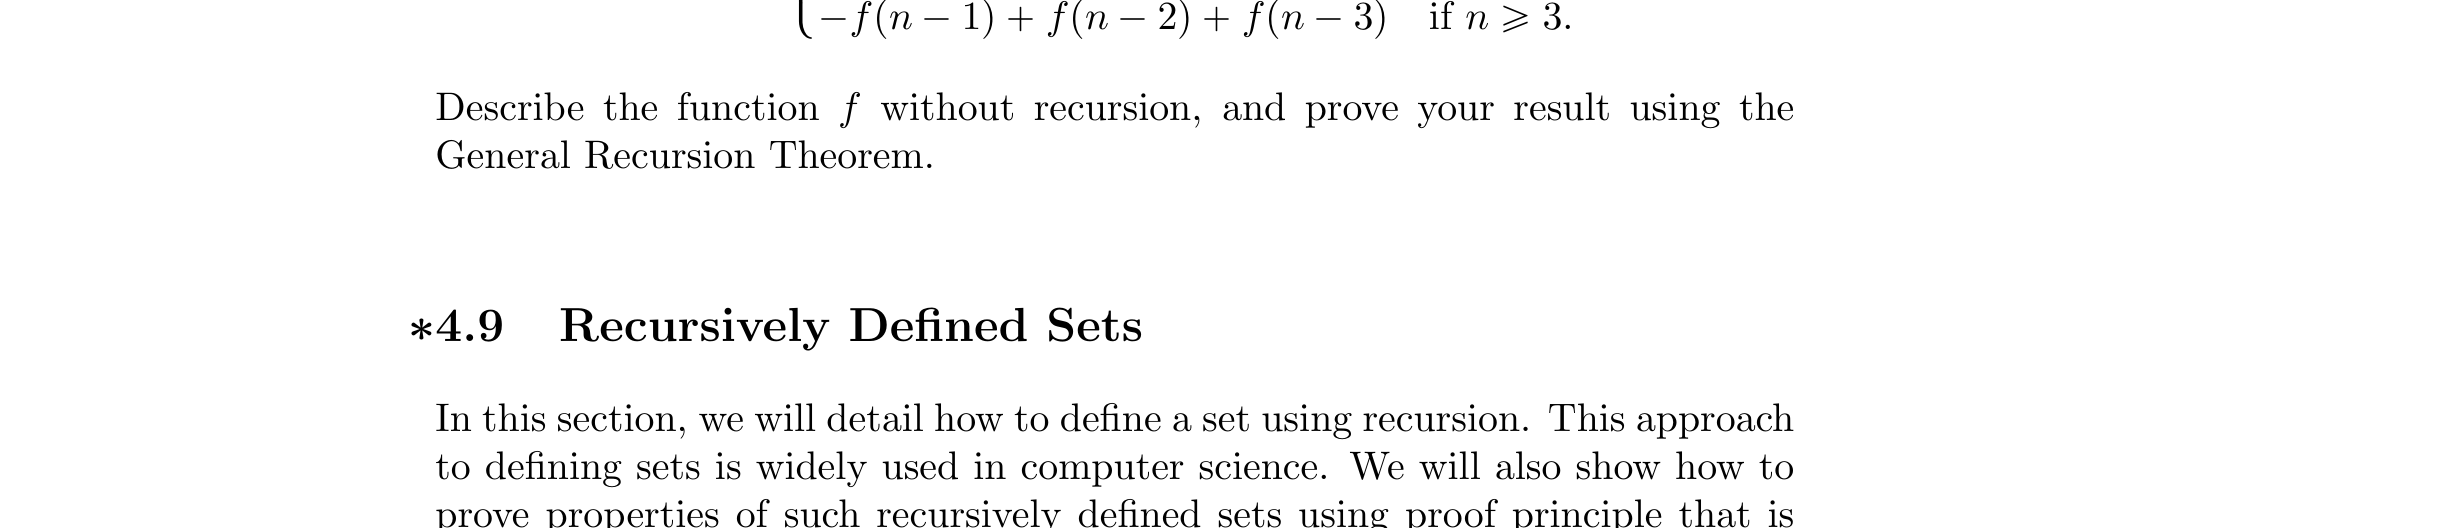 −f(n − 1) + f(n − 2) + f(n − 3) if n ⩾ 3.
Describe the function f without recursion, and prove your result using the
General Recursion Theorem.
∗4.9 Recursively Defined Sets
In this section, we will detail how to define a set using recursion. This approach
to defining sets is widely used in computer science. We will also show how to
prove properties of such recursively defined sets using proof principle that is